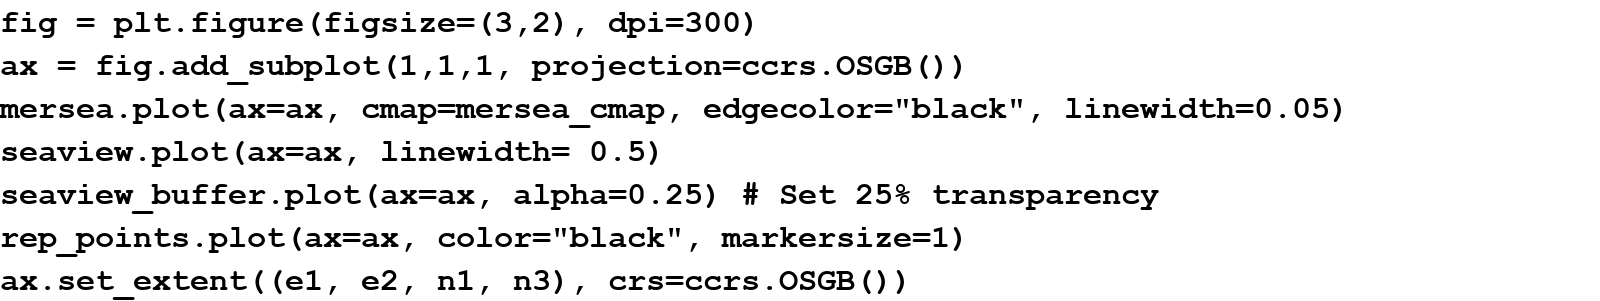 fig = plt.figure(figsize=(3,2), dpi=300)
ax = fig.add_subplot(1,1,1, projection=ccrs.OSGB())
mersea.plot(ax=ax, cmap=mersea_cmap, edgecolor="black", linewidth=0.05)
seaview.plot(ax=ax, linewidth= 0.5)
seaview_buffer.plot(ax=ax, alpha=0.25) # Set 25% transparency
rep_points.plot(ax=ax, color="black", markersize=1)
ax.set_extent((e1, e2, n1, n3), crs=ccrs.OSGB())